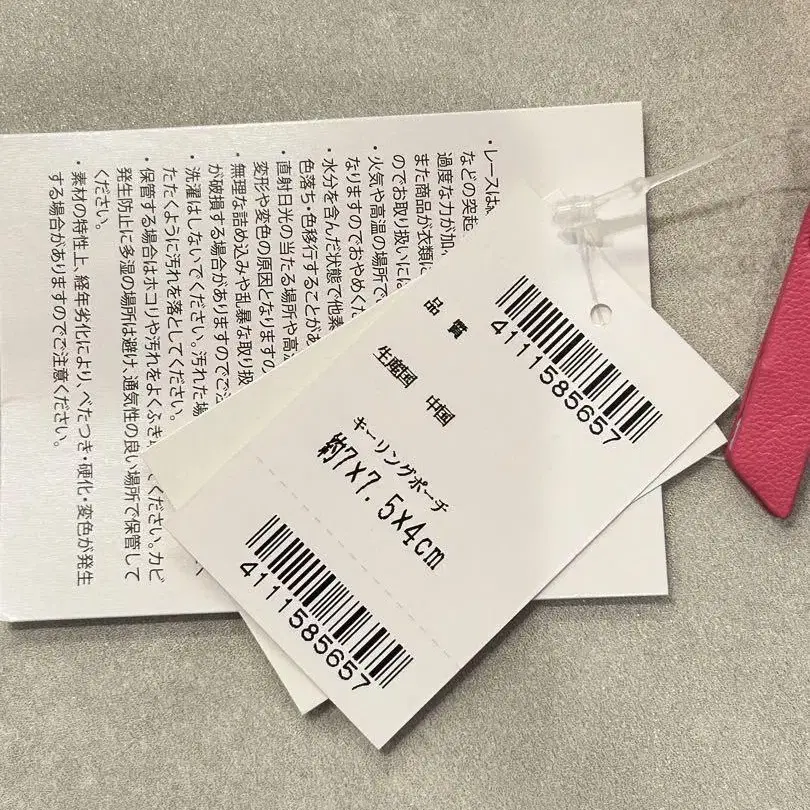 ・レースは
などの突起
過度な力が加
また商品が衣類に
のでお取り扱いには
・火気や高温の場所で
なりますのでおやめくだ
・水分を含んだ状態で他素
色落ち・色移行することがあ
・直射日光の当たる場所や高温
変形や変色の原因となりますの
・無理な詰め込みや乱暴な取り扱
が破損する場合がありますのでご注
・洗濯はしないでください。汚れた場
たたくように汚れを落としてください。
・保管する場合はホコリや汚れをよくふき てください。カビ
発生防止に多湿の場所は避け、通気性の良い場所で保管して
ください。
・素材の特性上、経年劣化により、べたつき・硬化・変色が発生
する場合がありますのでご注意ください。
4111585657
品質
生産国 中国
キーリングポーチ
約7X7.5X4cm
4111585657